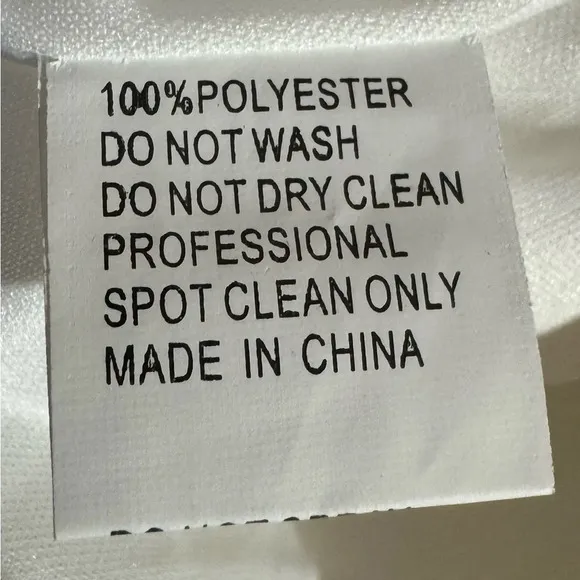 100%POLYESTER
DO NOT WASH
DO NOT DRY CLEAN
PROFESSIONAL
SPOT CLEAN ONLY
MADE IN CHINA